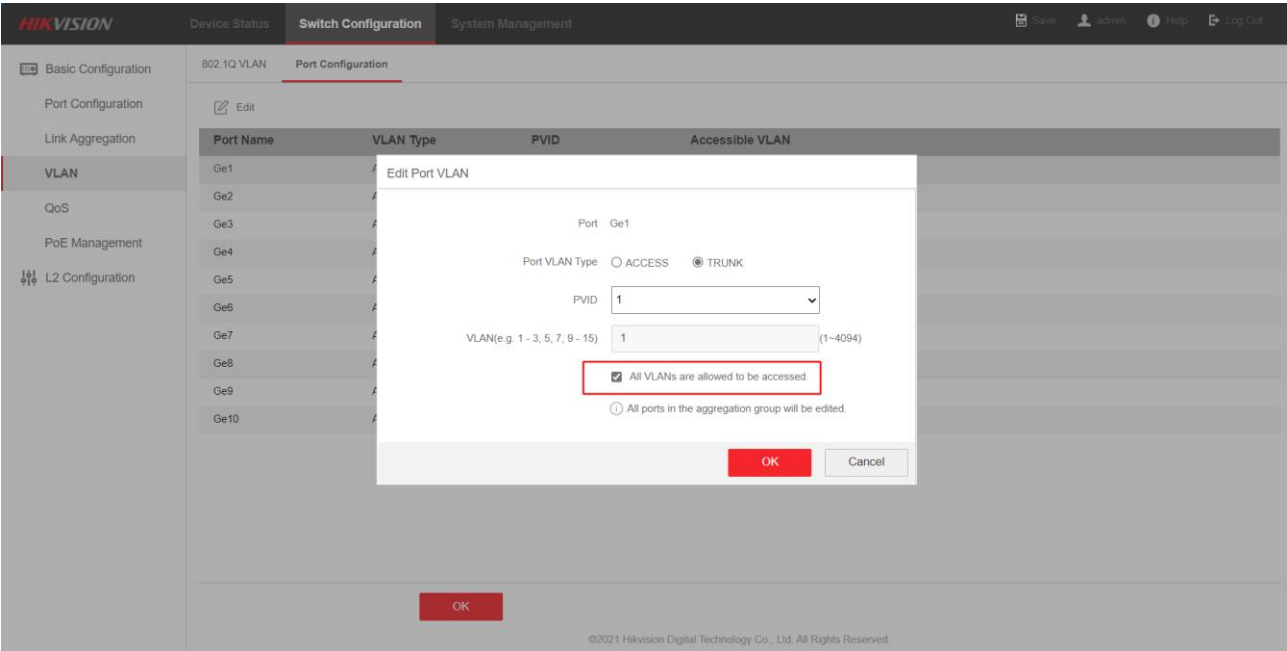 HIKVISION Device Status Switch Configuration System Management Save admin Help Log Out
Basic Configuration 802.1Q VLAN Port Configuration
Port Configuration Edit
Link Aggregation Port Name VLAN Type PVID Accessible VLAN
VLAN Ge1 A Edit Port VLAN
QoS Ge2 A
Ge3 A Port Ge1
PoE Management Ge4 A Port VLAN Type ACCESS TRUNK
L2 Configuration Ge5 A
Ge6 A PVID 1
Ge7 A VLAN(e.g. 1 - 3, 5, 7, 9 - 15) 1 (1~4094)
Ge8 A All VLANs are allowed to be accessed.
Ge9 A
Ge10 A All ports in the aggregation group will be edited.
OK Cancel
OK
©2021 Hikvision Digital Technology Co., Ltd. All Rights Reserved.